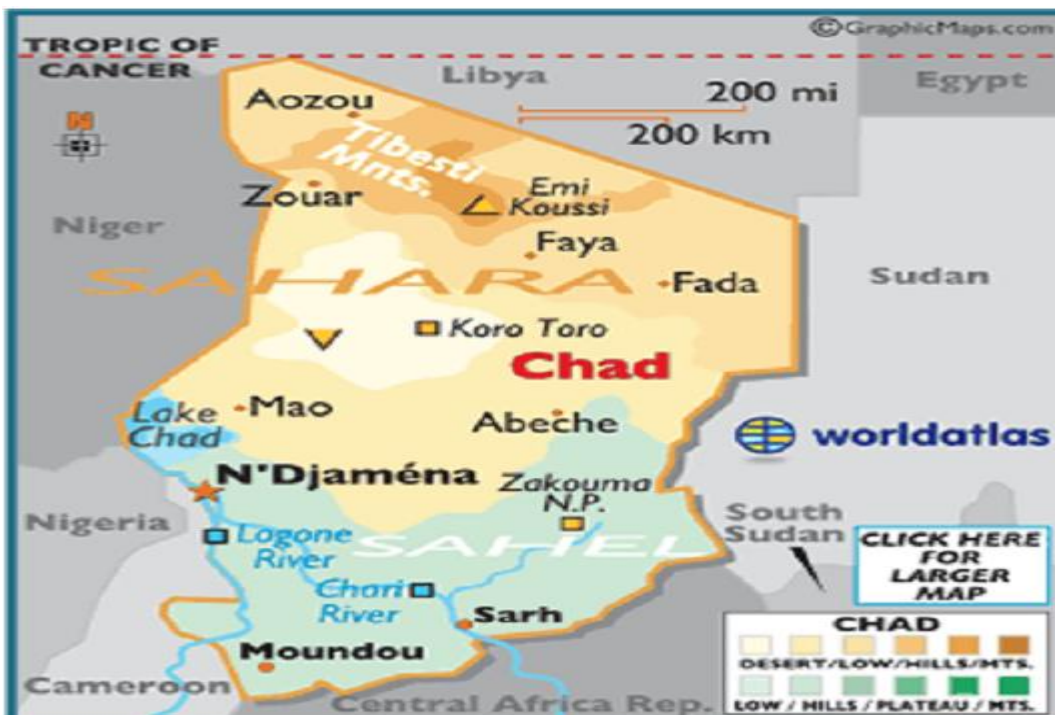 ©GraphicMaps.com
TROPIC OF
CANCER
Libya
Egypt
Aozou
200 mi
200 km
N
Tibesti
Mnts.
Zouar
Emi
Koussi
Niger
Faya
SAHARA
Fada
Sudan
Koro Toro
Chad
Lake
Chad
Mao
Abeche
worldatlas
N'Djaména
Zakouma
N.P.
Nigeria
Logone
River
SAHEL
South
Sudan
CLICK HERE
FOR
LARGER
MAP
Chari
River
Sarh
Moundou
Cameroon
Central Africa Rep.
CHAD
DESERT/LOW/HILLS/MTS.
LOW / HILLS / PLATEAU / MTS.